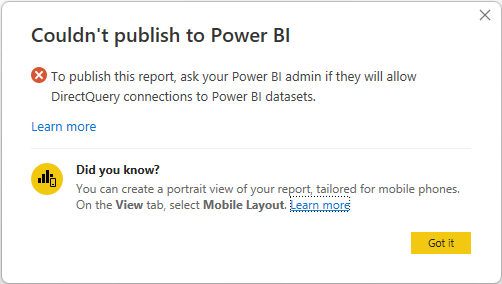 Couldn't publish to Power BI
To publish this report, ask your Power BI admin if they will allow
DirectQuery connections to Power BI datasets.
Learn more
Did you know?
You can create a portrait view of your report, tailored for mobile phones.
On the View tab, select Mobile Layout. Learn more
Got it